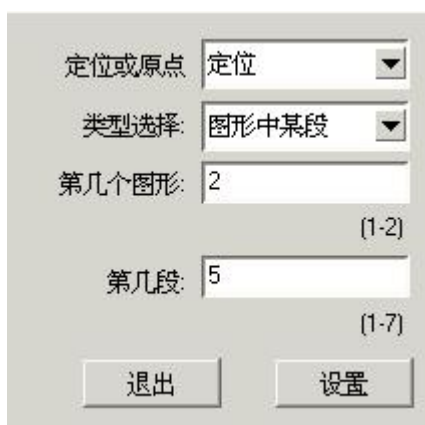 定位或原点 定位
类型选择: 图形中某段
第几个图形: 2
(1-2)
第几段: 5
(1-7)
退出 设置